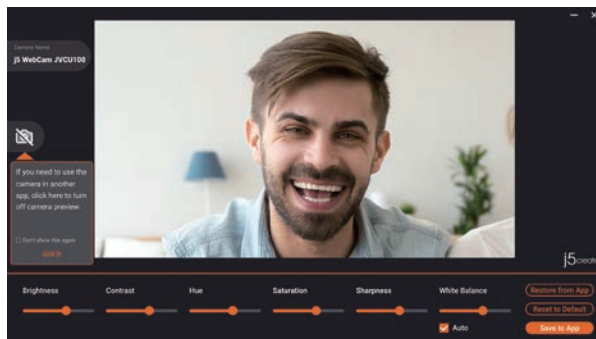 Camera Name
j5 WebCam JVCU100
If you need to use the
camera in another
app, click here to turn
off camera preview.
Don't show this again
Got it
j5create
Brightness
Contrast
Hue
Saturation
Sharpness
White Balance
Auto
Restore from App
Reset to Default
Save to App